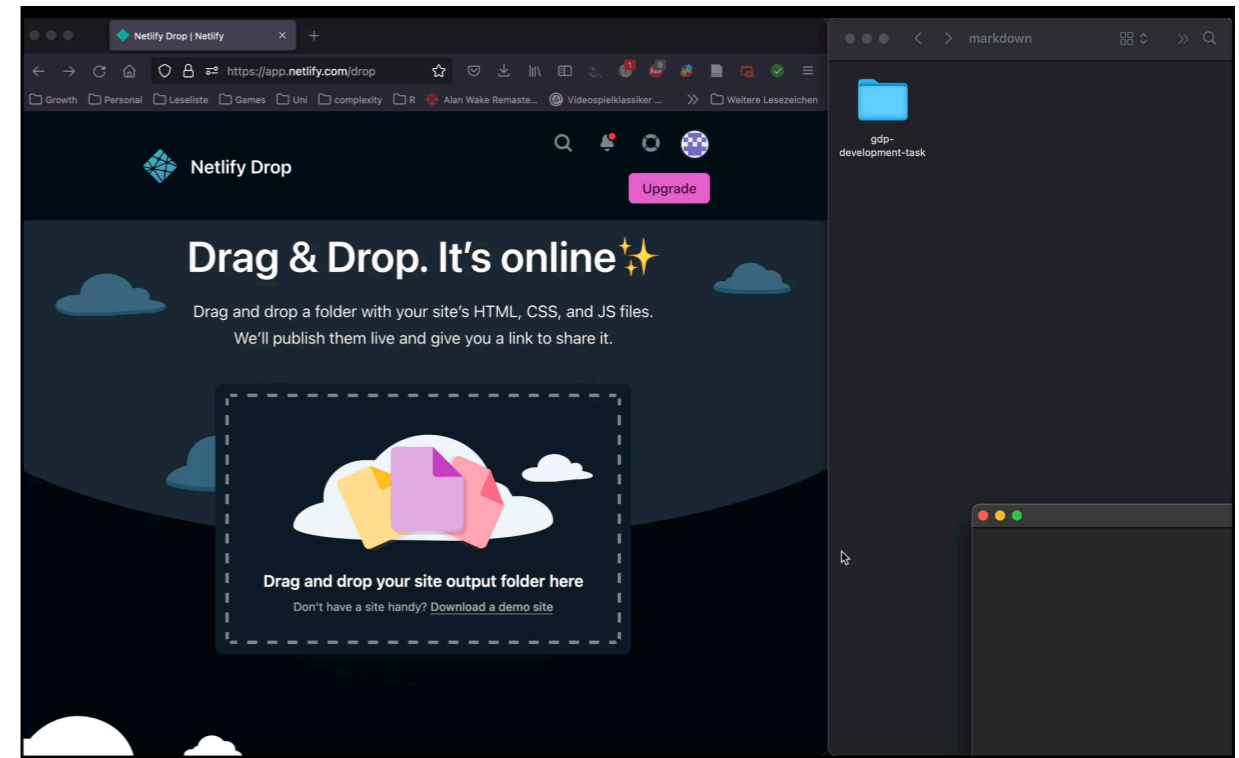 Netlify Drop | Netlify
https://app.netlify.com/drop
Growth Personal Leseliste Games Uni complexity R Alan Wake Remaste... Videospielklassiker ... Weitere Lesezeichen
Netlify Drop
Upgrade
Drag & Drop. It's online✨
Drag and drop a folder with your site's HTML, CSS, and JS files.
We'll publish them live and give you a link to share it.
Drag and drop your site output folder here
Don't have a site handy? Download a demo site
markdown
gdp-
development-task